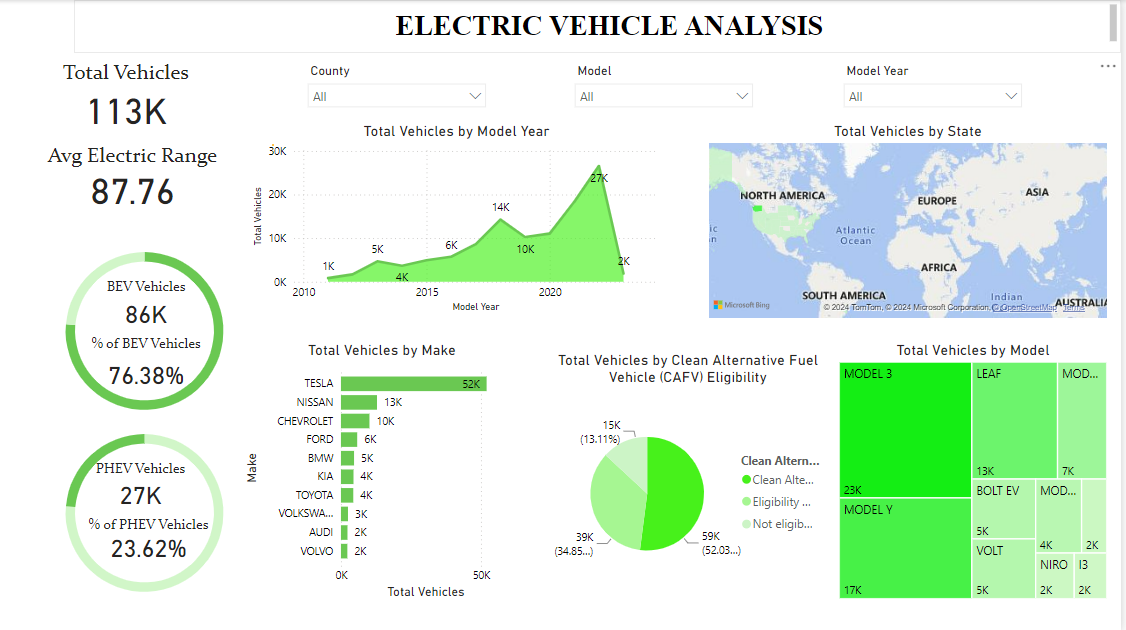 ELECTRIC VEHICLE ANALYSIS
Total Vehicles
113K
Avg Electric Range
87.76
County
All
Model
All
Model Year
All
BEV Vehicles
86K
% of BEV Vehicles
76.38%
PHEV Vehicles
27K
% of PHEV Vehicles
23.62%
Total Vehicles by Model Year
Total Vehicles
30K
20K
10K
0K
1K
5K
4K
6K
14K
10K
27K
2K
2010
2015
2020
Model Year
Total Vehicles by State
NORTH AMERICA
EUROPE
ASIA
Atlantic
Ocean
AFRICA
SOUTH AMERICA
Indian
AUSTRALIA
Microsoft Bing
© 2024 TomTom, © 2024 Microsoft Corporation, © OpenStreetMap Terms
Total Vehicles by Make
Make
TESLA 52K
NISSAN 13K
CHEVROLET 10K
FORD 6K
BMW 5K
KIA 4K
TOYOTA 4K
VOLKSWA... 3K
AUDI 2K
VOLVO 2K
0K 50K
Total Vehicles
Total Vehicles by Clean Alternative Fuel
Vehicle (CAFV) Eligibility
15K
(13.11%)
39K
(34.85...)
59K
(52.03...)
Clean Altern...
Clean Alte...
Eligibility ...
Not eligib...
Total Vehicles by Model
MODEL 3
23K
MODEL Y
17K
LEAF
13K
MOD...
7K
BOLT EV
5K
MOD...
4K
2K
VOLT
5K
NIRO
2K
I3
2K